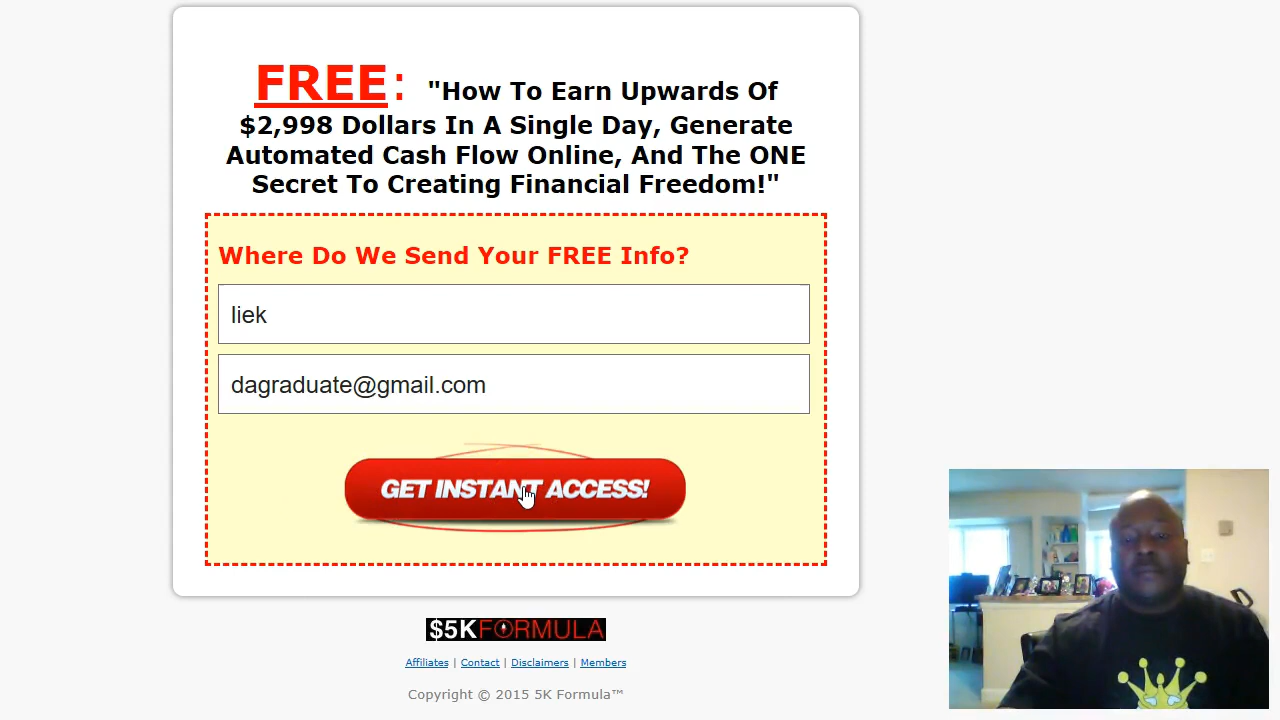 FREE: "How To Earn Upwards Of
$2,998 Dollars In A Single Day, Generate
Automated Cash Flow Online, And The ONE
Secret To Creating Financial Freedom!"
Where Do We Send Your FREE Info?
liek
dagraduate@gmail.com
GET INSTANT ACCESS!
$5KFORMULA
Affiliates | Contact | Disclaimers | Members
Copyright © 2015 5K Formula™